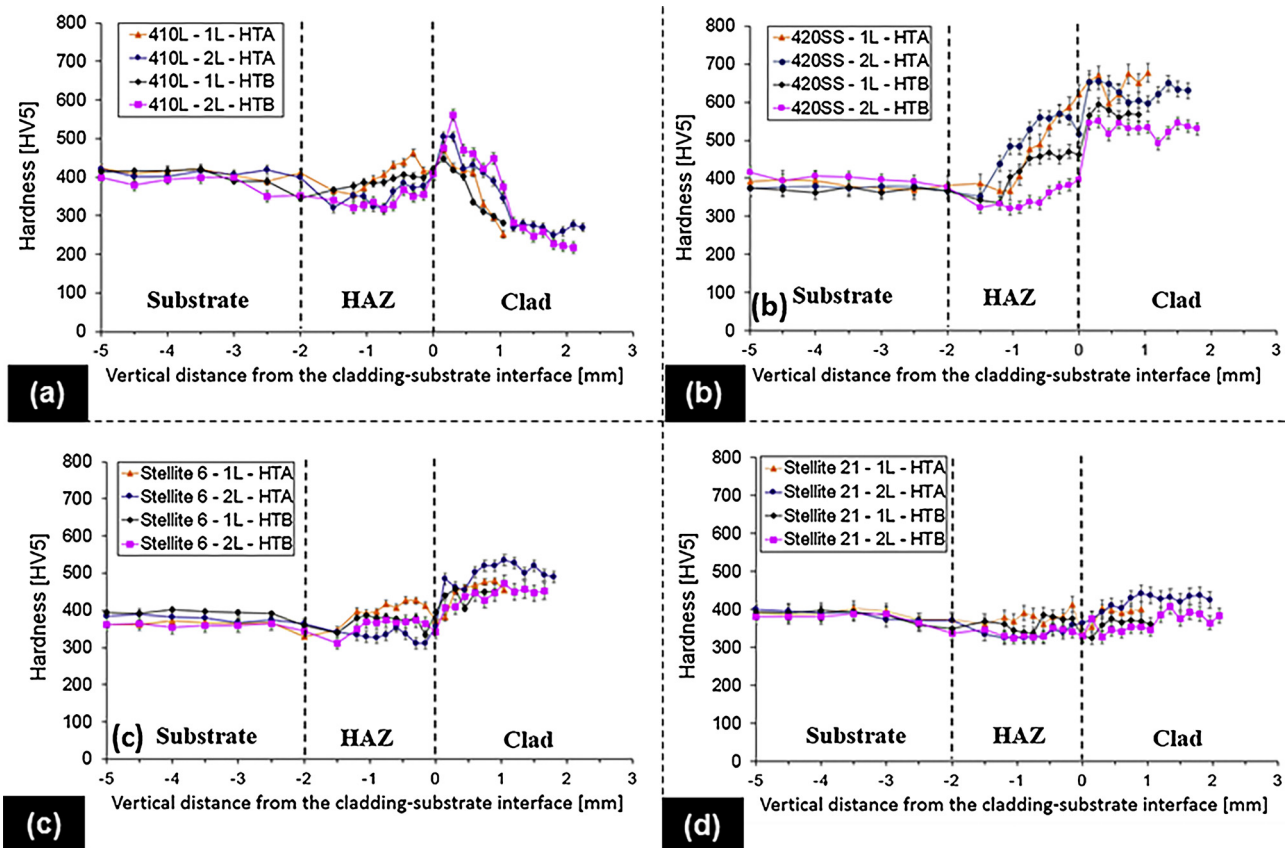 800
700
600
500
400
300
200
100
0
Hardness [HV5]
410L - 1L - HTA
410L - 2L - HTA
410L - 1L - HTB
410L - 2L - HTB
Substrate HAZ Clad
-5 -4 -3 -2 -1 0 1 2 3
Vertical distance from the cladding-substrate interface [mm]
(a)
800
700
600
500
400
300
200
100
0
Hardness [HV5]
420SS - 1L - HTA
420SS - 2L - HTA
420SS - 1L - HTB
420SS - 2L - HTB
(b) Substrate HAZ Clad
-5 -4 -3 -2 -1 0 1 2 3
Vertical distance from the cladding-substrate interface [mm]
(b)
800
700
600
500
400
300
200
100
0
Hardness [HV5]
Stellite 6 - 1L - HTA
Stellite 6 - 2L - HTA
Stellite 6 - 1L - HTB
Stellite 6 - 2L - HTB
(c) Substrate HAZ Clad
-5 -4 -3 -2 -1 0 1 2 3
Vertical distance from the cladding-substrate interface [mm]
(c)
800
700
600
500
400
300
200
100
0
Hardness [HV5]
Stellite 21 - 1L - HTA
Stellite 21 - 2L - HTA
Stellite 21 - 1L - HTB
Stellite 21 - 2L - HTB
Substrate HAZ Clad
-5 -4 -3 -2 -1 0 1 2 3
Vertical distance from the cladding-substrate interface [mm]
(d)